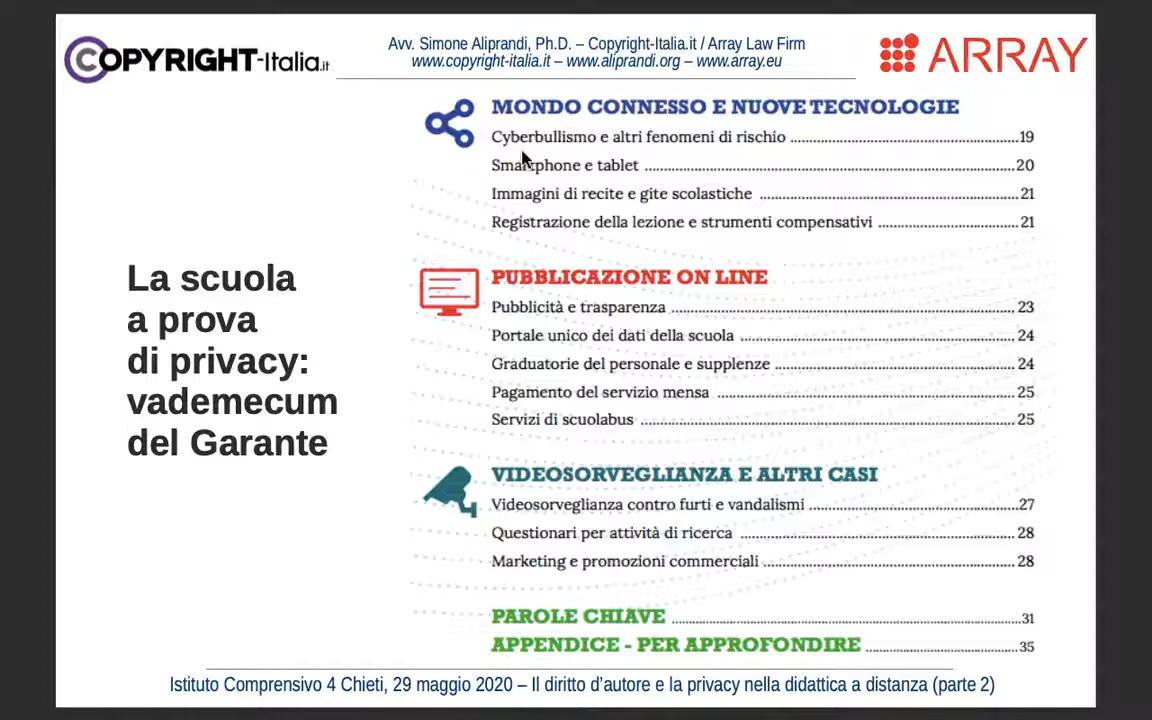 COPYRIGHT-Italia.it
Avv. Simone Aliprandi, Ph.D. – Copyright-Italia.it / Array Law Firm
www.copyright-italia.it – www.aliprandi.org – www.array.eu
ARRAY
MONDO CONNESSO E NUOVE TECNOLOGIE
Cyberbullismo e altri fenomeni di rischio 19
Smartphone e tablet 20
Immagini di recite e gite scolastiche 21
Registrazione della lezione e strumenti compensativi 21
La scuola
a prova
di privacy:
vademecum
del Garante
PUBBLICAZIONE ON LINE
Pubblicità e trasparenza 23
Portale unico dei dati della scuola 24
Graduatorie del personale e supplenze 24
Pagamento del servizio mensa 25
Servizi di scuolabus 25
VIDEOSORVEGLIANZA E ALTRI CASI
Videosorveglianza contro furti e vandalismi 27
Questionari per attività di ricerca 28
Marketing e promozioni commerciali 28
PAROLE CHIAVE 31
APPENDICE - PER APPROFONDIRE 35
Istituto Comprensivo 4 Chieti, 29 maggio 2020 – Il diritto d'autore e la privacy nella didattica a distanza (parte 2)